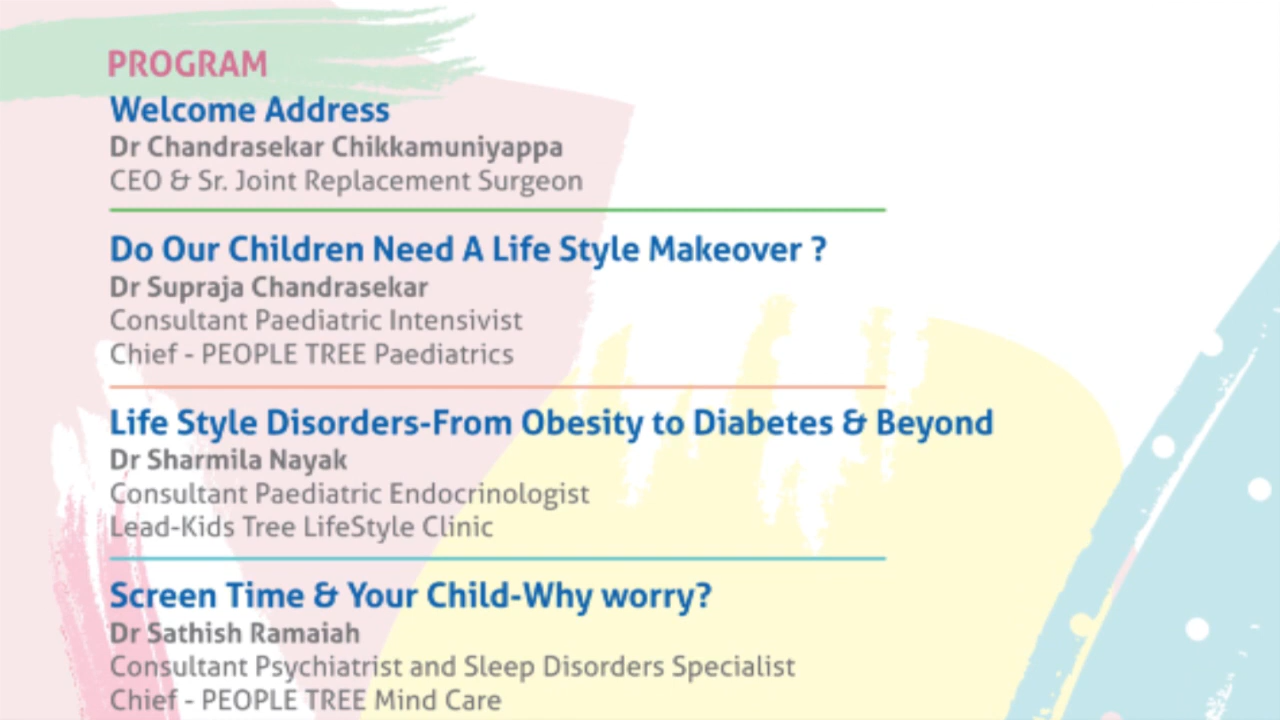 PROGRAM
Welcome Address
Dr Chandrasekar Chikkamuniyappa
CEO & Sr. Joint Replacement Surgeon
Do Our Children Need A Life Style Makeover ?
Dr Supraja Chandrasekar
Consultant Paediatric Intensivist
Chief - PEOPLE TREE Paediatrics
Life Style Disorders-From Obesity to Diabetes & Beyond
Dr Sharmila Nayak
Consultant Paediatric Endocrinologist
Lead-Kids Tree LifeStyle Clinic
Screen Time & Your Child-Why worry?
Dr Sathish Ramaiah
Consultant Psychiatrist and Sleep Disorders Specialist
Chief - PEOPLE TREE Mind Care